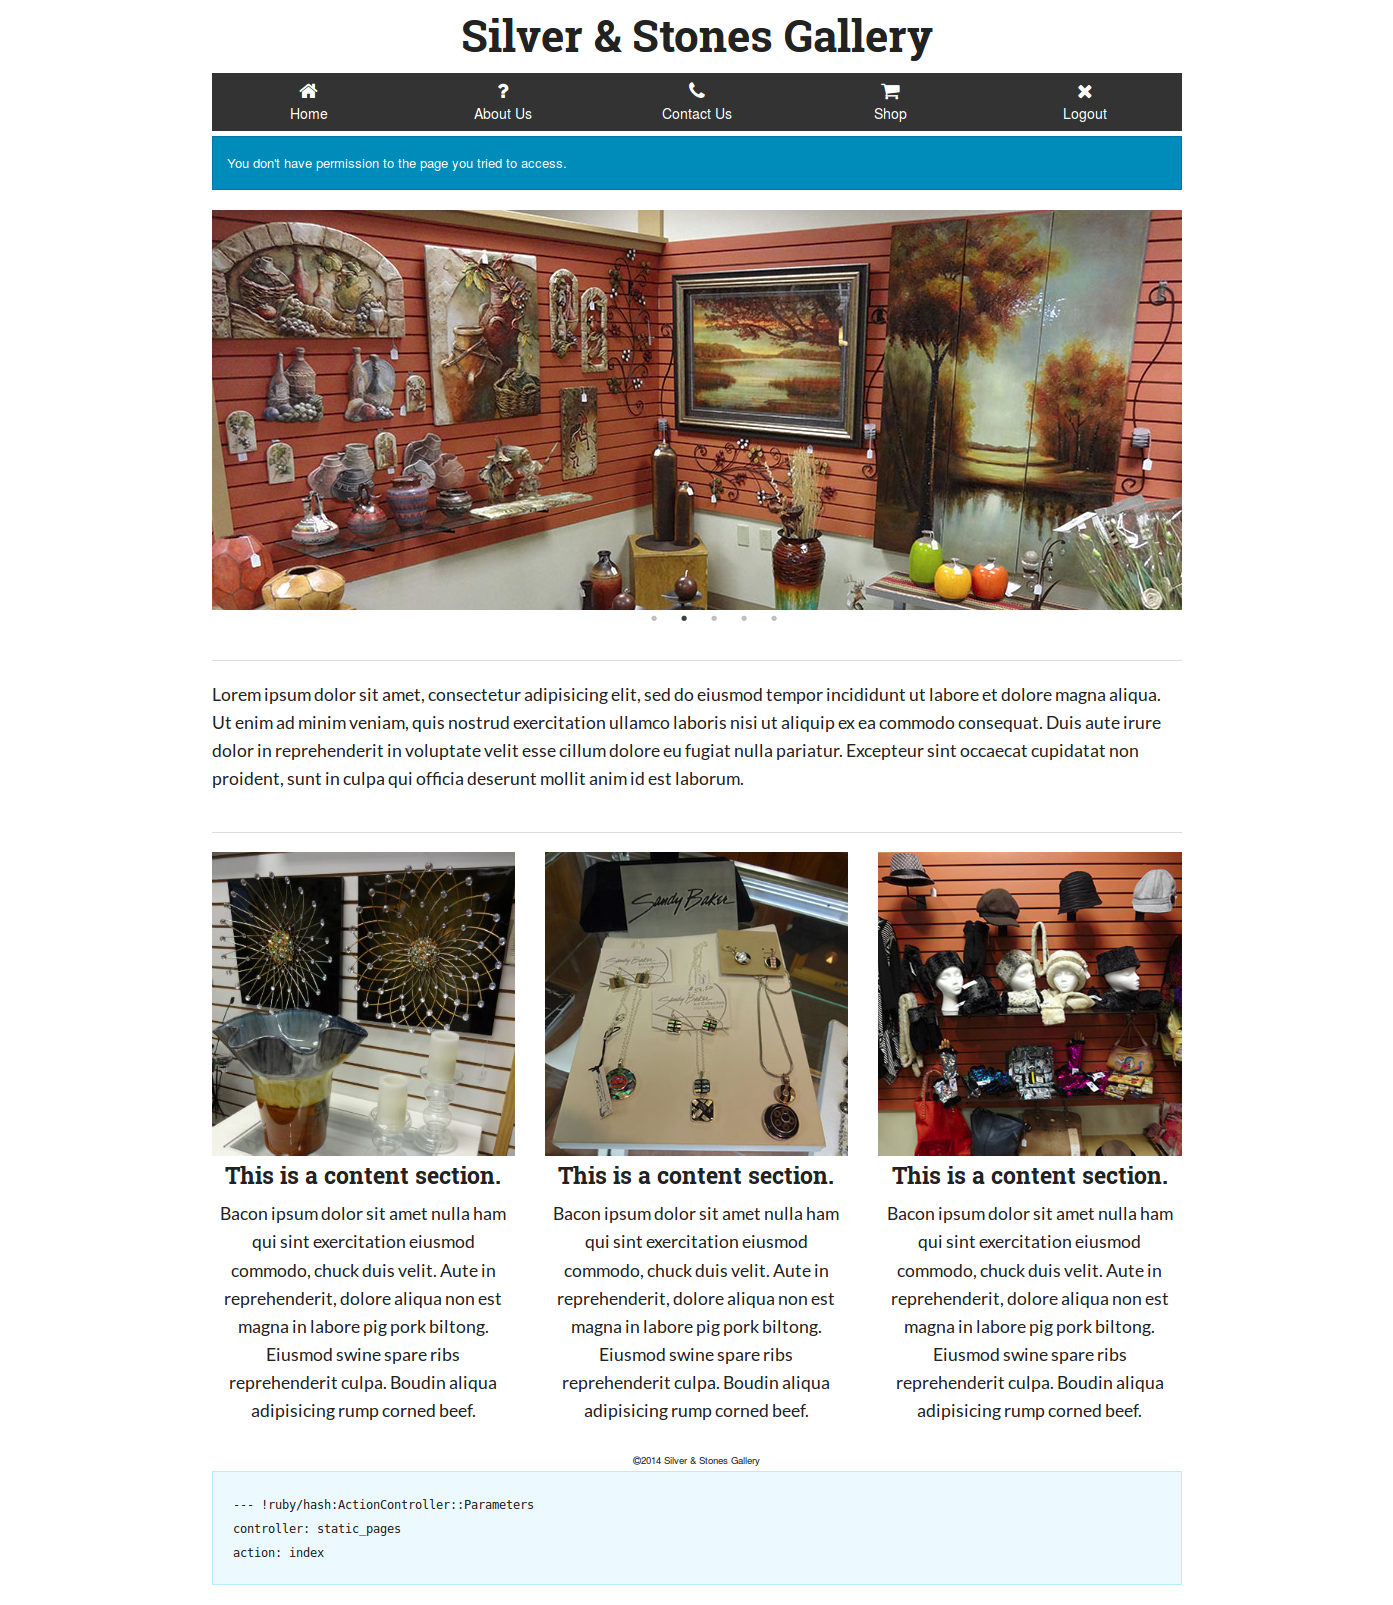 Silver & Stones Gallery
Home
About Us
Contact Us
Shop
Logout
You don't have permission to the page you tried to access.
Lorem ipsum dolor sit amet, consectetur adipisicing elit, sed do eiusmod tempor incididunt ut labore et dolore magna aliqua.
Ut enim ad minim veniam, quis nostrud exercitation ullamco laboris nisi ut aliquip ex ea commodo consequat. Duis aute irure
dolor in reprehenderit in voluptate velit esse cillum dolore eu fugiat nulla pariatur. Excepteur sint occaecat cupidatat non
proident, sunt in culpa qui officia deserunt mollit anim id est laborum.
Sandy Baker
Sandy Baker
Sandy Baker
This is a content section.
Bacon ipsum dolor sit amet nulla ham
qui sint exercitation eiusmod
commodo, chuck duis velit. Aute in
reprehenderit, dolore aliqua non est
magna in labore pig pork biltong.
Eiusmod swine spare ribs
reprehenderit culpa. Boudin aliqua
adipisicing rump corned beef.
This is a content section.
Bacon ipsum dolor sit amet nulla ham
qui sint exercitation eiusmod
commodo, chuck duis velit. Aute in
reprehenderit, dolore aliqua non est
magna in labore pig pork biltong.
Eiusmod swine spare ribs
reprehenderit culpa. Boudin aliqua
adipisicing rump corned beef.
This is a content section.
Bacon ipsum dolor sit amet nulla ham
qui sint exercitation eiusmod
commodo, chuck duis velit. Aute in
reprehenderit, dolore aliqua non est
magna in labore pig pork biltong.
Eiusmod swine spare ribs
reprehenderit culpa. Boudin aliqua
adipisicing rump corned beef.
©2014 Silver & Stones Gallery
--- !ruby/hash:ActionController::Parameters
controller: static_pages
action: index